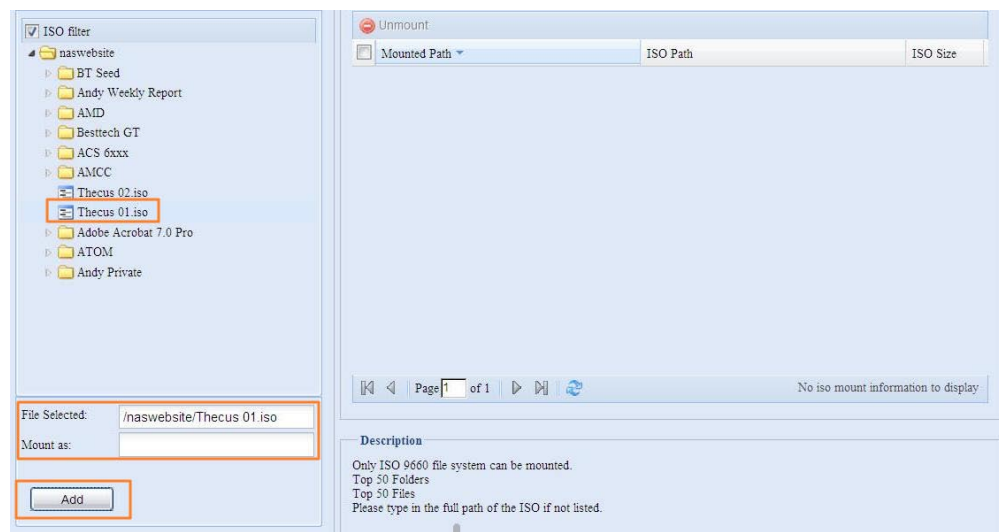 ISO filter
naswebsite
BT Seed
Andy Weekly Report
AMD
Besttech GT
ACS 6xxx
AMCC
Thecus 02.iso
Thecus 01.iso
Adobe Acrobat 7.0 Pro
ATOM
Andy Private
File Selected: /naswebsite/Thecus 01.iso
Mount as:
Add
Unmount
Mounted Path ISO Path ISO Size
Page 1 of 1 No iso mount information to display
Description
Only ISO 9660 file system can be mounted.
Top 50 Folders
Top 50 Files
Please type in the full path of the ISO if not listed.